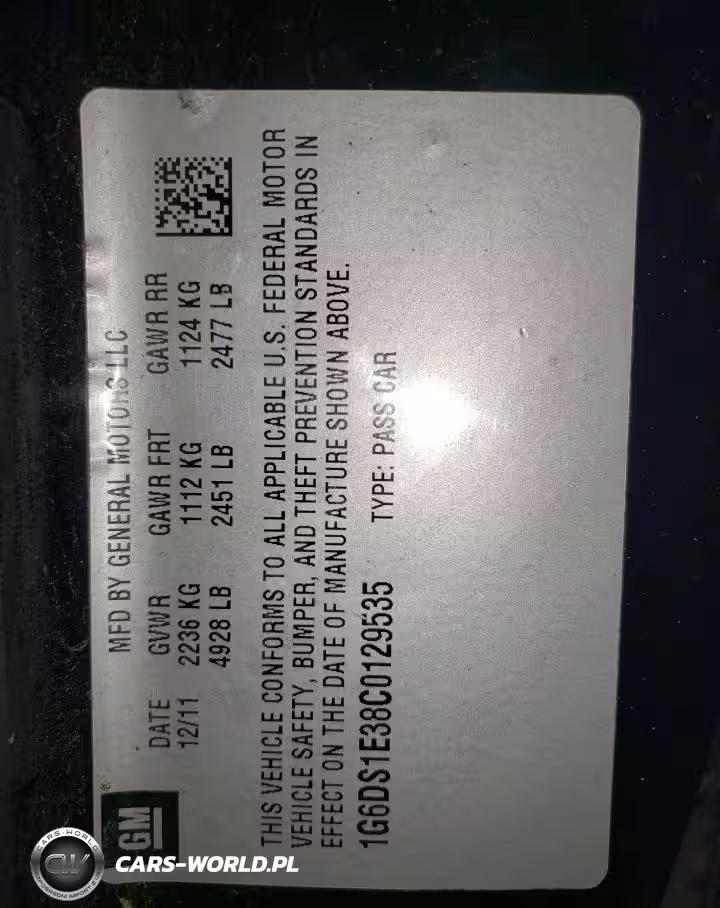 GM
®
MFD BY GENERAL MOTORS LLC
DATE GVWR GAWR FRT GAWR RR
12/11 2236 KG 1112 KG 1124 KG
4928 LB 2451 LB 2477 LB
THIS VEHICLE CONFORMS TO ALL APPLICABLE U.S. FEDERAL MOTOR
VEHICLE SAFETY, BUMPER, AND THEFT PREVENTION STANDARDS IN
EFFECT ON THE DATE OF MANUFACTURE SHOWN ABOVE.
1G6DS1E38C0129535 TYPE: PASS CAR
CARS-WORLD
CW
CARS-WORLD.PL